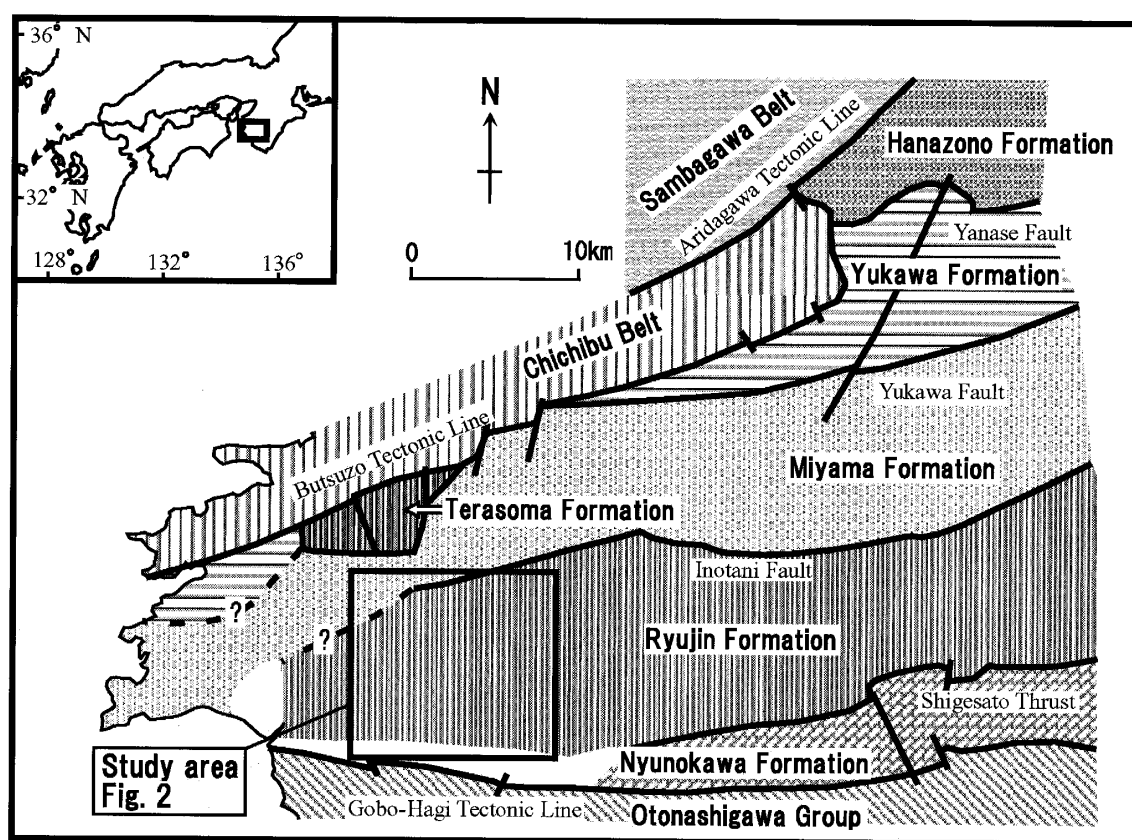 36° N
32°
N
128° 132° 136°
N
0 10km
Sambagawa Belt
Aridagawa Tectonic Line
Hanazono Formation
Yanase Fault
Yukawa Formation
Chichibu Belt
Yukawa Fault
Butsuzo Tectonic Line
Miyama Formation
Terasoma Formation
Inotani Fault
?
?
Ryujin Formation
Shigesato Thrust
Study area
Fig. 2
Nyunokawa Formation
Gobo-Hagi Tectonic Line
Otonashigawa Group